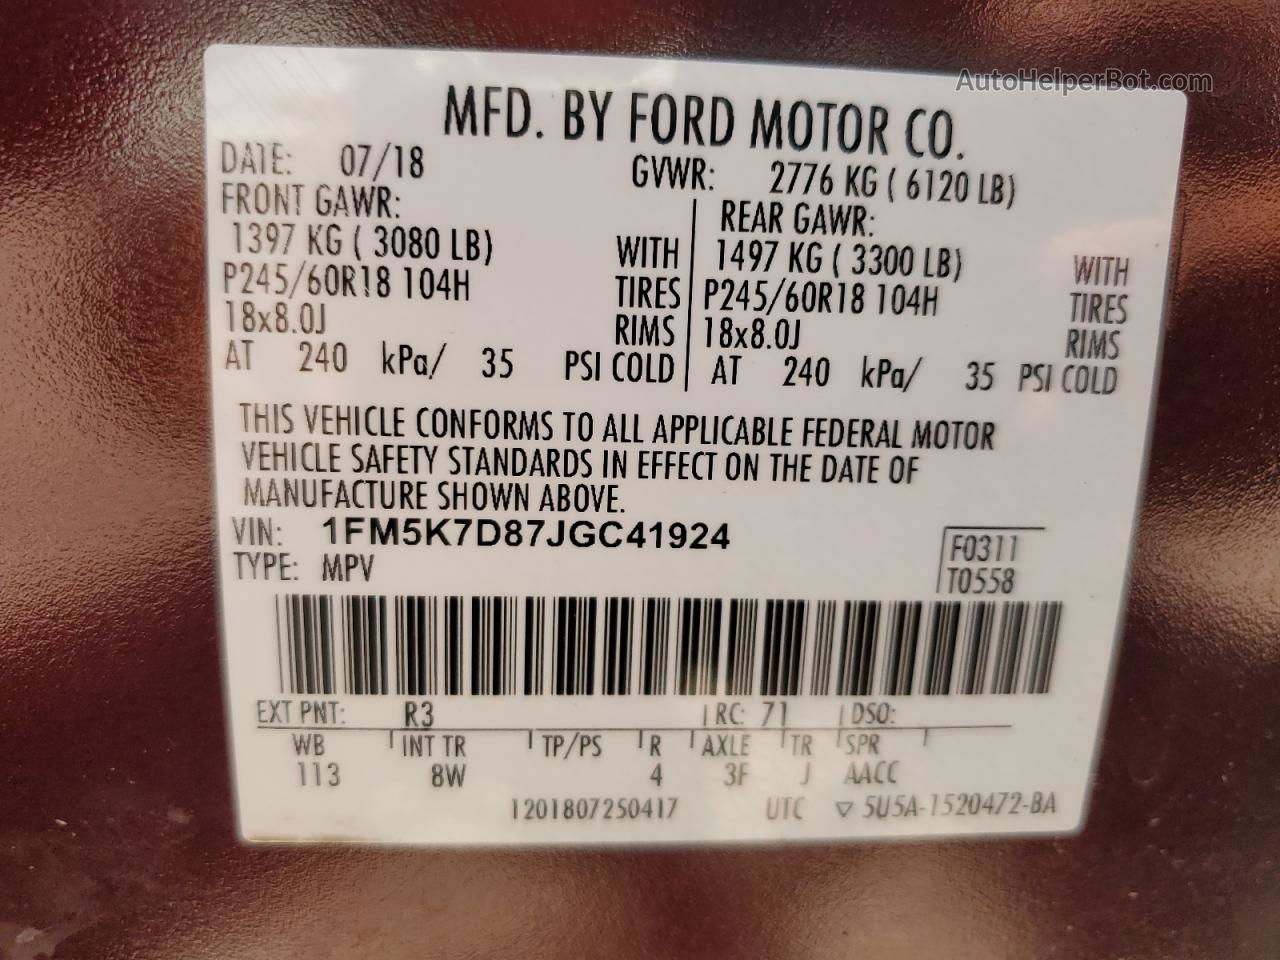 AutoHelperBot.com
MFD. BY FORD MOTOR CO.
DATE: 07/18 GVWR: 2776 KG ( 6120 LB)
FRONT GAWR: REAR GAWR:
1397 KG ( 3080 LB) WITH 1497 KG ( 3300 LB) WITH
P245/60R18 104H TIRES P245/60R18 104H TIRES
18x8.0J RIMS 18x8.0J RIMS
AT 240 kPa/ 35 PSI COLD AT 240 kPa/ 35 PSI COLD
THIS VEHICLE CONFORMS TO ALL APPLICABLE FEDERAL MOTOR
VEHICLE SAFETY STANDARDS IN EFFECT ON THE DATE OF
MANUFACTURE SHOWN ABOVE.
VIN: 1FM5K7D87JGC41924
F0311
TYPE: MPV
T0558
EXT PNT: R3 RC: 71 DSO:
WB INT TR TP/PS R AXLE TR SPR
113 8W 4 3F J AACC
1201807250417 UTC ▽ 5U5A-1520472-BA